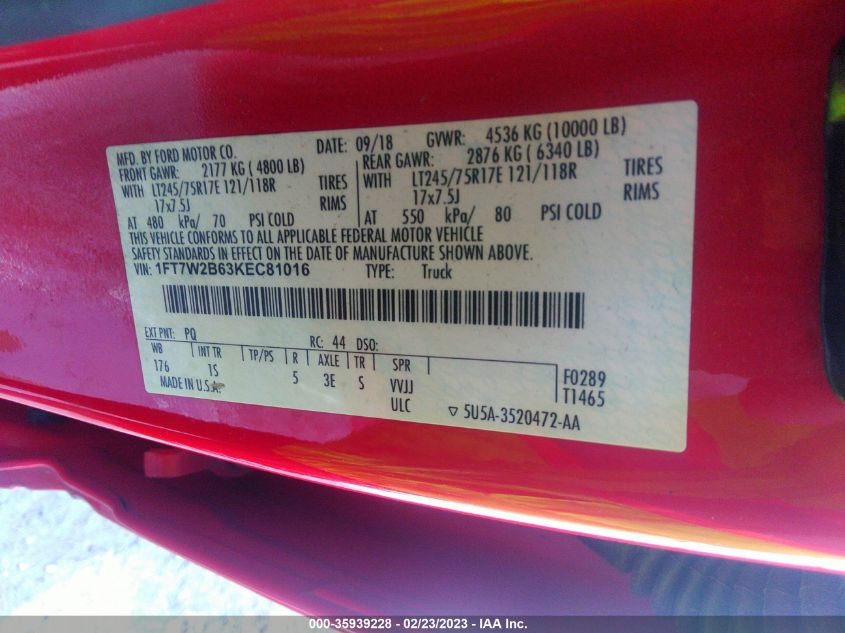 MFD. BY FORD MOTOR CO.
DATE: 09/18 GVWR: 4536 KG (10000 LB)
FRONT GAWR: 2177 KG ( 4800 LB) REAR GAWR: 2876 KG ( 6340 LB)
WITH LT245/75R17E 121/118R TIRES WITH LT245/75R17E 121/118R TIRES
17x7.5J RIMS 17x7.5J RIMS
AT 480 kPa/ 70 PSI COLD AT 550 kPa/ 80 PSI COLD
THIS VEHICLE CONFORMS TO ALL APPLICABLE FEDERAL MOTOR VEHICLE
SAFETY STANDARDS IN EFFECT ON THE DATE OF MANUFACTURE SHOWN ABOVE.
VIN: 1FT7W2B63KEC81016 TYPE: Truck
EXT PNT: PQ RC: 44 DSO:
WB INT TR TP/PS R AXLE TR SPR
176 1S 5 3E S VVJJ F0289
MADE IN U.S.A. ULC T1465
5U5A-3520472-AA
000-35939228 - 02/23/2023 - IAA Inc.